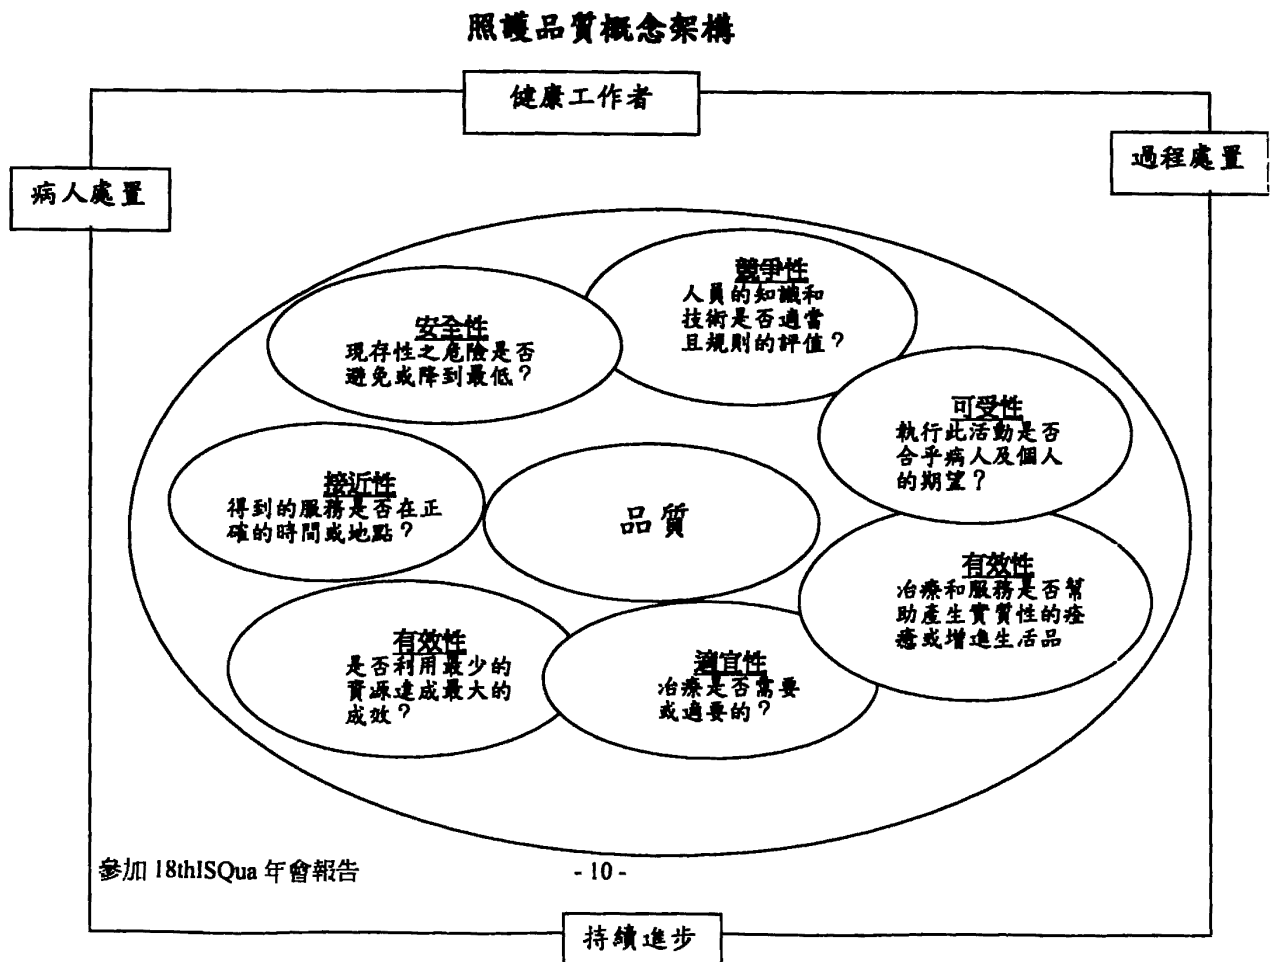 照護品質概念架構
健康工作者
過程處置
病人處置
競爭性
人員的知識和
技術是否適當
且規則的評值？
安全性
現存性之危險是否
避免或降到最低？
可受性
執行此活動是否
合乎病人及個人
的期望？
接近性
得到的服務是否在正
確的時間或地點？
品質
有效性
冶療和服務是否幫
助產生實質性的痊
癒或增進生活品
有效性
是否利用最少的
資源達成最大的
成效？
適宜性
冶療是否需要
或適要的？
參加 18thISQua 年會報告
- 10 -
持續進步